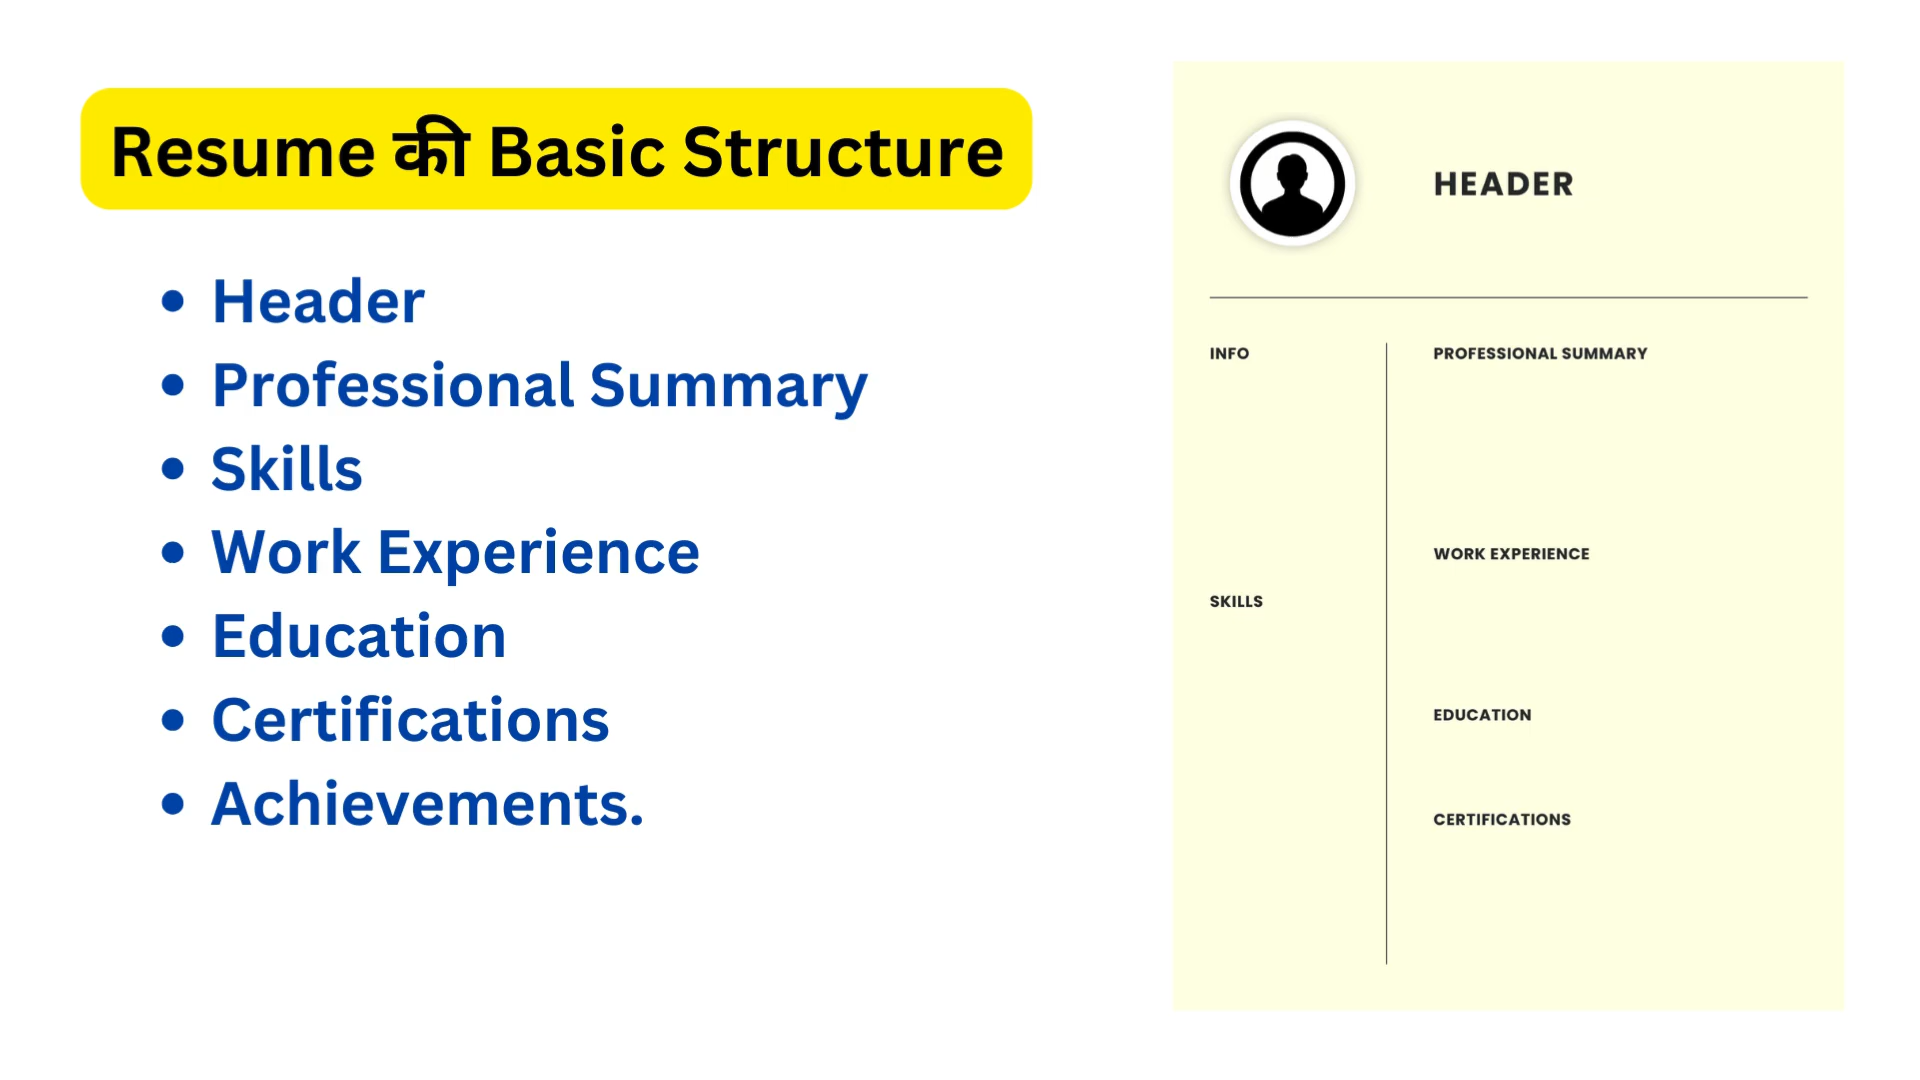 Resume की Basic Structure
Header
Professional Summary
Skills
Work Experience
Education
Certifications
Achievements.
HEADER
INFO
SKILLS
PROFESSIONAL SUMMARY
WORK EXPERIENCE
EDUCATION
CERTIFICATIONS